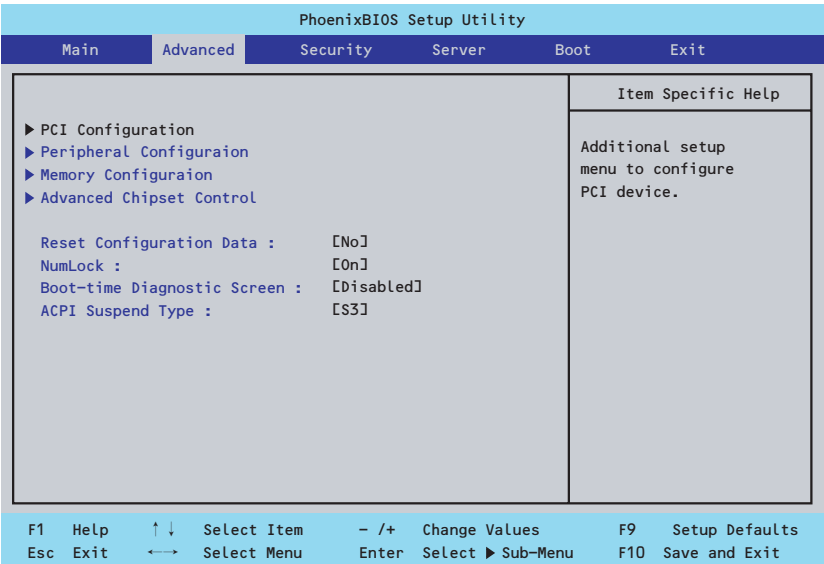 PhoenixBIOS Setup Utility
Main Advanced Security Server Boot Exit
Item Specific Help
▶ PCI Configuration
▶ Peripheral Configuraion
▶ Memory Configuraion
▶ Advanced Chipset Control
Reset Configuration Data : [No]
NumLock : [On]
Boot-time Diagnostic Screen : [Disabled]
ACPI Suspend Type : [S3]
Additional setup
menu to configure
PCI device.
F1 Help ↑↓ Select Item - /+ Change Values F9 Setup Defaults
Esc Exit ←→ Select Menu Enter Select ▶ Sub-Menu F10 Save and Exit